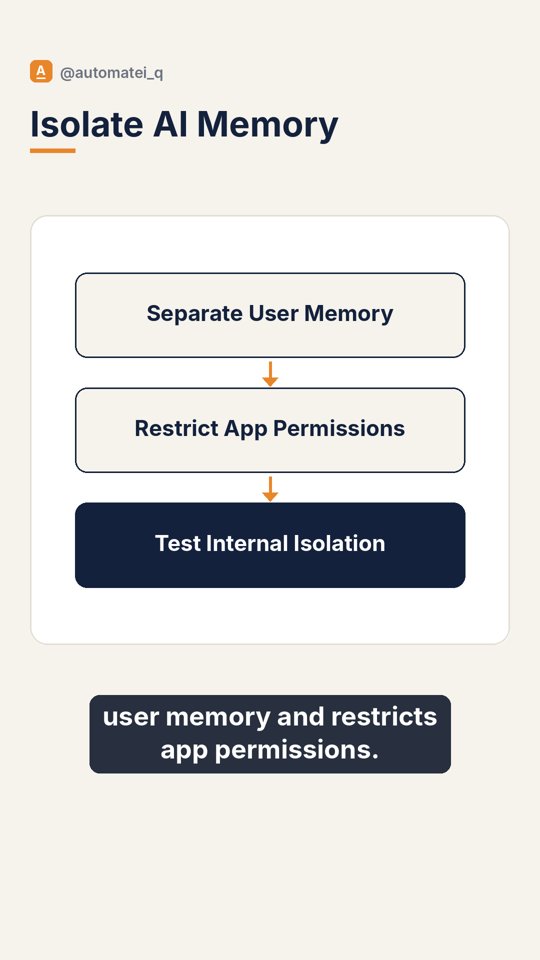 A
@automatei_q
Isolate AI Memory
Separate User Memory
Restrict App Permissions
Test Internal Isolation
user memory and restricts
app permissions.